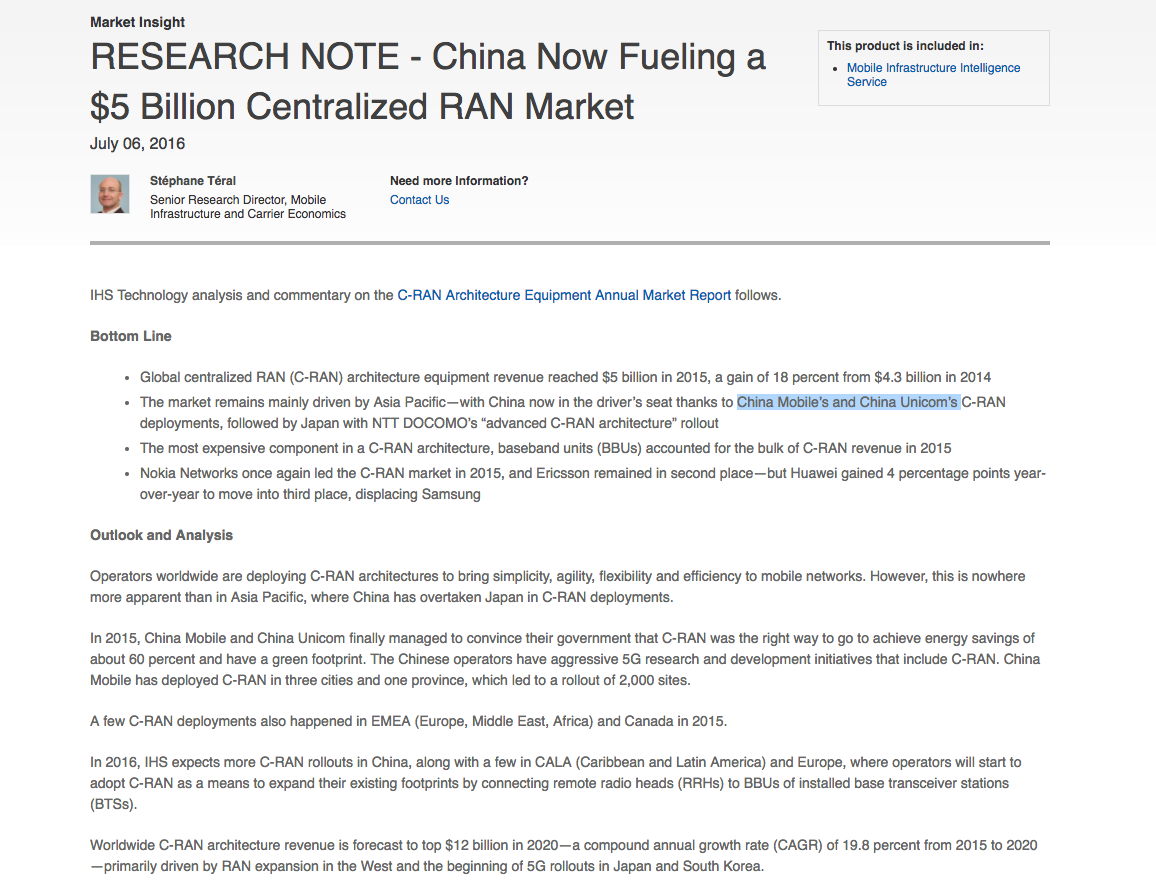 Market Insight
RESEARCH NOTE - China Now Fueling a
$5 Billion Centralized RAN Market
July 06, 2016
This product is included in:
Mobile Infrastructure Intelligence
Service
Stéphane Téral
Senior Research Director, Mobile
Infrastructure and Carrier Economics
Need more Information?
Contact Us
IHS Technology analysis and commentary on the C-RAN Architecture Equipment Annual Market Report follows.
Bottom Line
• Global centralized RAN (C-RAN) architecture equipment revenue reached $5 billion in 2015, a gain of 18 percent from $4.3 billion in 2014
• The market remains mainly driven by Asia Pacific—with China now in the driver's seat thanks to China Mobile's and China Unicom's C-RAN
deployments, followed by Japan with NTT DOCOMO's “advanced C-RAN architecture” rollout
• The most expensive component in a C-RAN architecture, baseband units (BBUs) accounted for the bulk of C-RAN revenue in 2015
• Nokia Networks once again led the C-RAN market in 2015, and Ericsson remained in second place—but Huawei gained 4 percentage points year-
over-year to move into third place, displacing Samsung
Outlook and Analysis
Operators worldwide are deploying C-RAN architectures to bring simplicity, agility, flexibility and efficiency to mobile networks. However, this is nowhere
more apparent than in Asia Pacific, where China has overtaken Japan in C-RAN deployments.
In 2015, China Mobile and China Unicom finally managed to convince their government that C-RAN was the right way to go to achieve energy savings of
about 60 percent and have a green footprint. The Chinese operators have aggressive 5G research and development initiatives that include C-RAN. China
Mobile has deployed C-RAN in three cities and one province, which led to a rollout of 2,000 sites.
A few C-RAN deployments also happened in EMEA (Europe, Middle East, Africa) and Canada in 2015.
In 2016, IHS expects more C-RAN rollouts in China, along with a few in CALA (Caribbean and Latin America) and Europe, where operators will start to
adopt C-RAN as a means to expand their existing footprints by connecting remote radio heads (RRHs) to BBUs of installed base transceiver stations
(BTSs).
Worldwide C-RAN architecture revenue is forecast to top $12 billion in 2020—a compound annual growth rate (CAGR) of 19.8 percent from 2015 to 2020
—primarily driven by RAN expansion in the West and the beginning of 5G rollouts in Japan and South Korea.